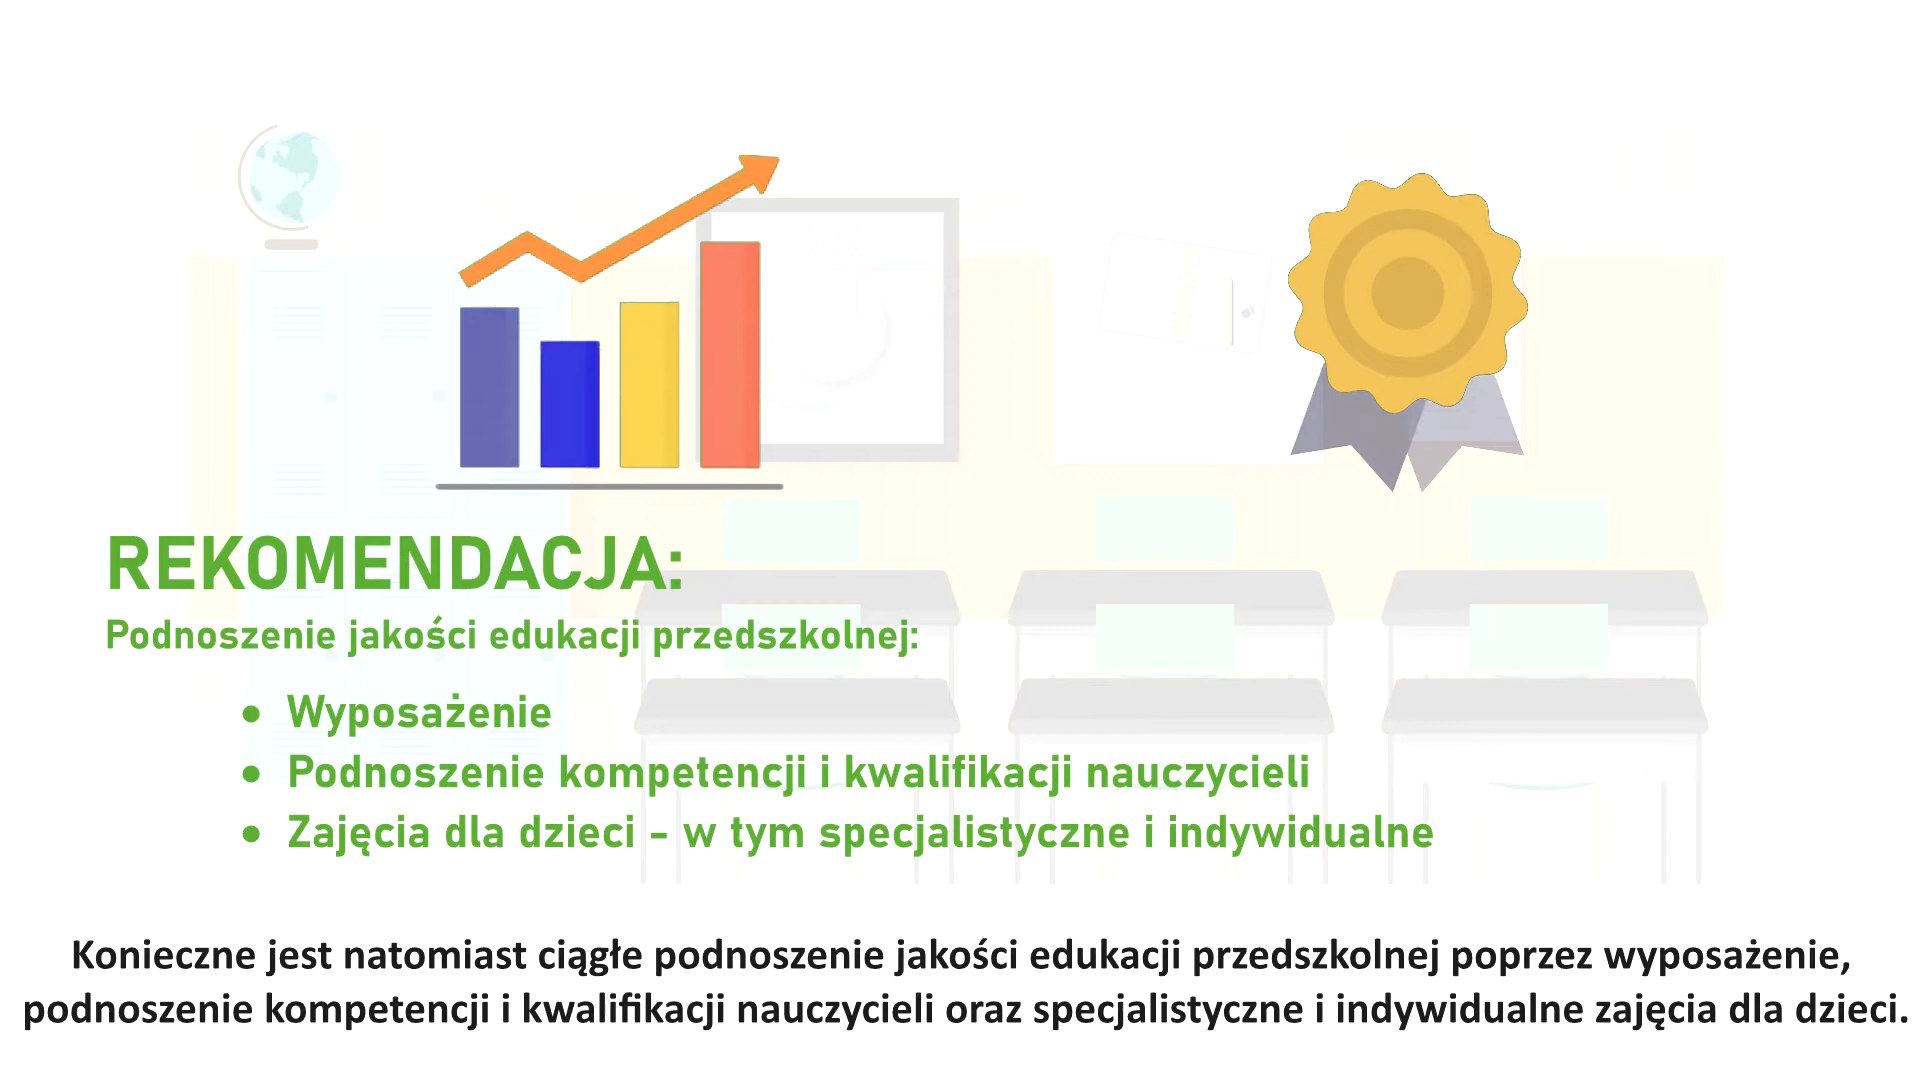 REKOMENDACJA:
Podnoszenie jakości edukacji przedszkolnej:
• Wyposażenie
• Podnoszenie kompetencji i kwalifikacji nauczycieli
• Zajęcia dla dzieci - w tym specjalistyczne i indywidualne
Konieczne jest natomiast ciągłe podnoszenie jakości edukacji przedszkolnej poprzez wyposażenie,
podnoszenie kompetencji i kwalifikacji nauczycieli oraz specjalistyczne i indywidualne zajęcia dla dzieci.